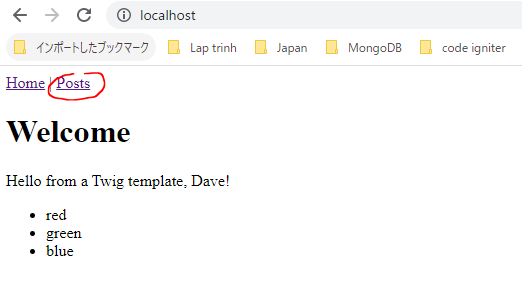 localhost
インポートしたブックマーク Lap trinh Japan MongoDB code igniter
Home | Posts
Welcome
Hello from a Twig template, Dave!
• red
• green
• blue